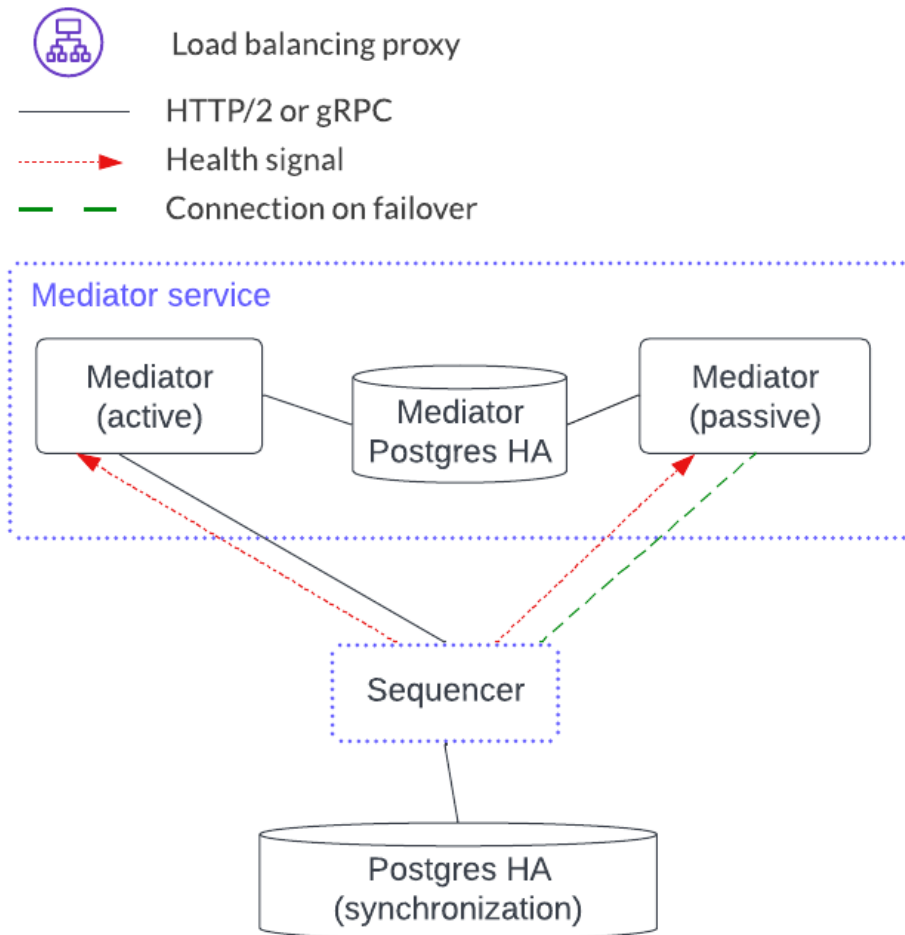 Load balancing proxy
HTTP/2 or gRPC
Health signal
Connection on failover
Mediator service
Mediator
(active)
Mediator
Postgres HA
Mediator
(passive)
Sequencer
Postgres HA
(synchronization)